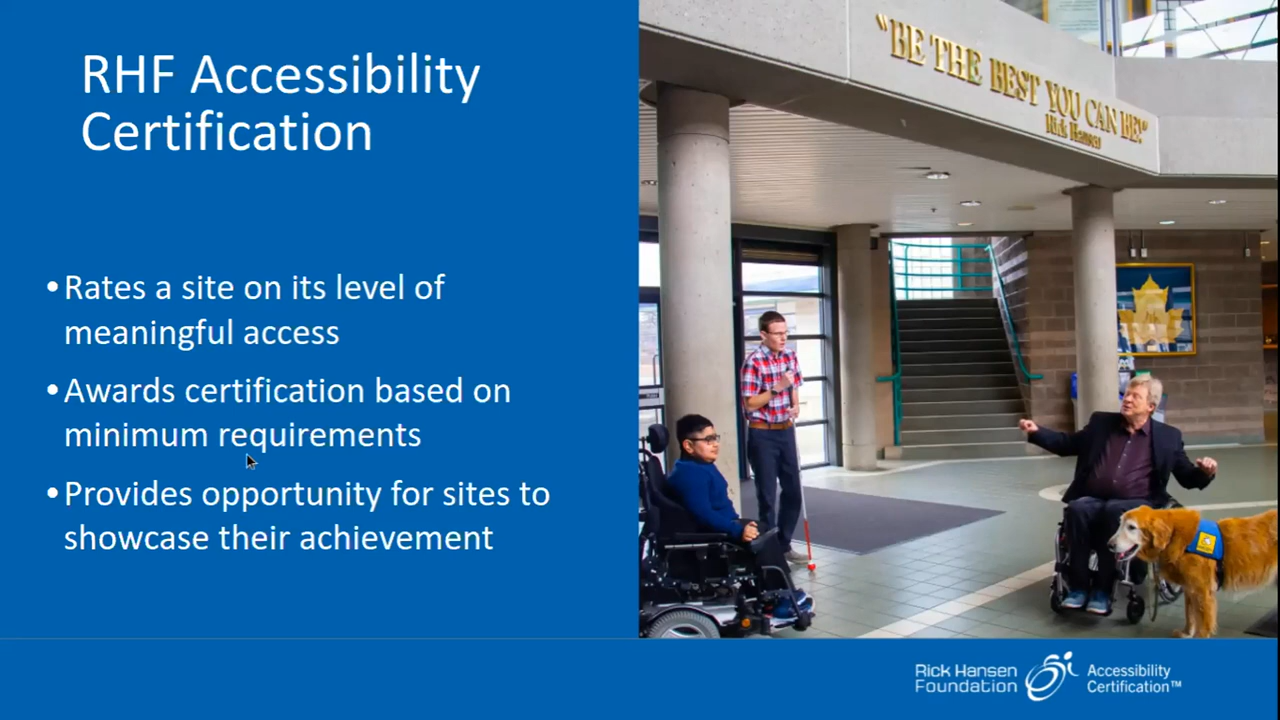 RHF Accessibility
Certification
•Rates a site on its level of
meaningful access
•Awards certification based on
minimum requirements
•Provides opportunity for sites to
showcase their achievement
"BE THE BEST YOU CAN BE!"
Rick Hansen
Rick Hansen
Foundation
Accessibility
Certification™